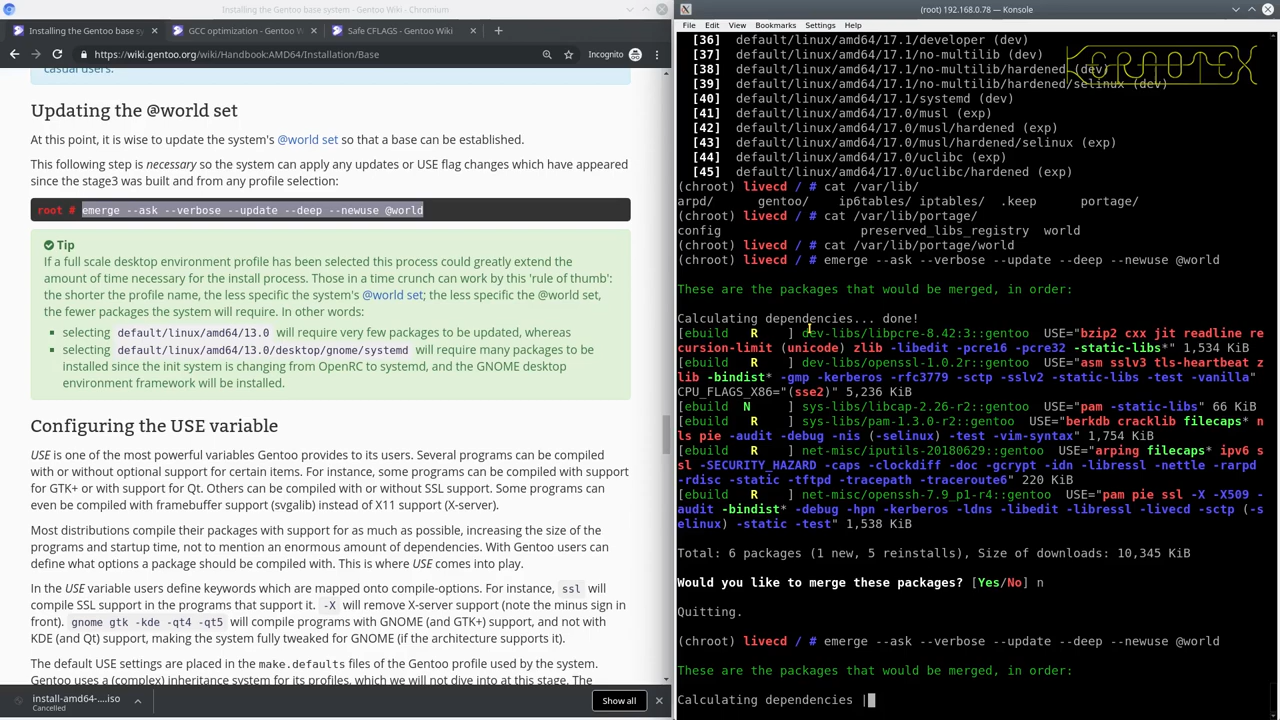 Installing the Gentoo base system - Gentoo Wiki - Chromium
Installing the Gentoo base sy
GCC optimization - Gentoo W
Safe CFLAGS - Gentoo Wiki
https://wiki.gentoo.org/wiki/Handbook:AMD64/Installation/Base
Incognito
casual users.
Updating the @world set
At this point, it is wise to update the system's @world set so that a base can be established.
This following step is necessary so the system can apply any updates or USE flag changes which have appeared
since the stage3 was built and from any profile selection:
root # emerge --ask --verbose --update --deep --newuse @world
Tip
If a full scale desktop environment profile has been selected this process could greatly extend the
amount of time necessary for the install process. Those in a time crunch can work by this 'rule of thumb':
the shorter the profile name, the less specific the system's @world set; the less specific the @world set,
the fewer packages the system will require. In other words:
selecting default/linux/amd64/13.0 will require very few packages to be updated, whereas
selecting default/linux/amd64/13.0/desktop/gnome/systemd will require many packages to be
installed since the init system is changing from OpenRC to systemd, and the GNOME desktop
environment framework will be installed.
Configuring the USE variable
USE is one of the most powerful variables Gentoo provides to its users. Several programs can be compiled
with or without optional support for certain items. For instance, some programs can be compiled with support
for GTK+ or with support for Qt. Others can be compiled with or without SSL support. Some programs can
even be compiled with framebuffer support (svgalib) instead of X11 support (X-server).
Most distributions compile their packages with support for as much as possible, increasing the size of the
programs and startup time, not to mention an enormous amount of dependencies. With Gentoo users can
define what options a package should be compiled with. This is where USE comes into play.
In the USE variable users define keywords which are mapped onto compile-options. For instance, ssl will
compile SSL support in the programs that support it. -X will remove X-server support (note the minus sign in
front). gnome gtk -kde -qt4 -qt5 will compile programs with GNOME (and GTK+) support, and not with
KDE (and Qt) support, making the system fully tweaked for GNOME (if the architecture supports it).
The default USE settings are placed in the make.defaults files of the Gentoo profile used by the system.
Gentoo uses a (complex) inheritance system for its profiles, which we will not dive into at this stage. The
install-amd64-....iso
Cancelled
Show all
(root) 192.168.0.78 — Konsole
File Edit View Bookmarks Settings Help
[36] default/linux/amd64/17.1/developer (dev)
[37] default/linux/amd64/17.1/no-multilib (dev)
[38] default/linux/amd64/17.1/no-multilib/hardened (dev)
[39] default/linux/amd64/17.1/no-multilib/hardened/selinux (dev)
[40] default/linux/amd64/17.1/systemd (dev)
[41] default/linux/amd64/17.0/musl (exp)
[42] default/linux/amd64/17.0/musl/hardened (exp)
[43] default/linux/amd64/17.0/musl/hardened/selinux (exp)
[44] default/linux/amd64/17.0/uclibc (exp)
[45] default/linux/amd64/17.0/uclibc/hardened (exp)
(chroot) livecd / # cat /var/lib/
arpd/ gentoo/ ip6tables/ iptables/ .keep portage/
(chroot) livecd / # cat /var/lib/portage/
config preserved_libs_registry world
(chroot) livecd / # cat /var/lib/portage/world
(chroot) livecd / # emerge --ask --verbose --update --deep --newuse @world
These are the packages that would be merged, in order:
Calculating dependencies... done!
[ebuild R ] dev-libs/libpcre-8.42:3::gentoo USE="bzip2 cxx jit readline re
cursion-limit (unicode) zlib -libedit -pcre16 -pcre32 -static-libs*" 1,534 KiB
[ebuild R ] dev-libs/openssl-1.0.2r::gentoo USE="asm sslv3 tls-heartbeat z
lib -bindist* -gmp -kerberos -rfc3779 -sctp -sslv2 -static-libs -test -vanilla"
CPU_FLAGS_X86="(sse2)" 5,236 KiB
[ebuild N ] sys-libs/libcap-2.26-r2::gentoo USE="pam -static-libs" 66 KiB
[ebuild R ] sys-libs/pam-1.3.0-r2::gentoo USE="berkdb cracklib filecaps* n
ls pie -audit -debug -nis (-selinux) -test -vim-syntax" 1,754 KiB
[ebuild R ] net-misc/iputils-20180629::gentoo USE="arping filecaps* ipv6 s
sl -SECURITY_HAZARD -caps -clockdiff -doc -gcrypt -idn -libressl -nettle -rarpd
-rdisc -static -tftpd -tracepath -traceroute6" 220 KiB
[ebuild R ] net-misc/openssh-7.9_p1-r4::gentoo USE="pam pie ssl -X -X509 -
audit -bindist* -debug -hpn -kerberos -ldns -libedit -libressl -livecd -sctp (-s
elinux) -static -test" 1,538 KiB
Total: 6 packages (1 new, 5 reinstalls), Size of downloads: 10,345 KiB
Would you like to merge these packages? [Yes/No] n
Quitting.
(chroot) livecd / # emerge --ask --verbose --update --deep --newuse @world
These are the packages that would be merged, in order:
Calculating dependencies |